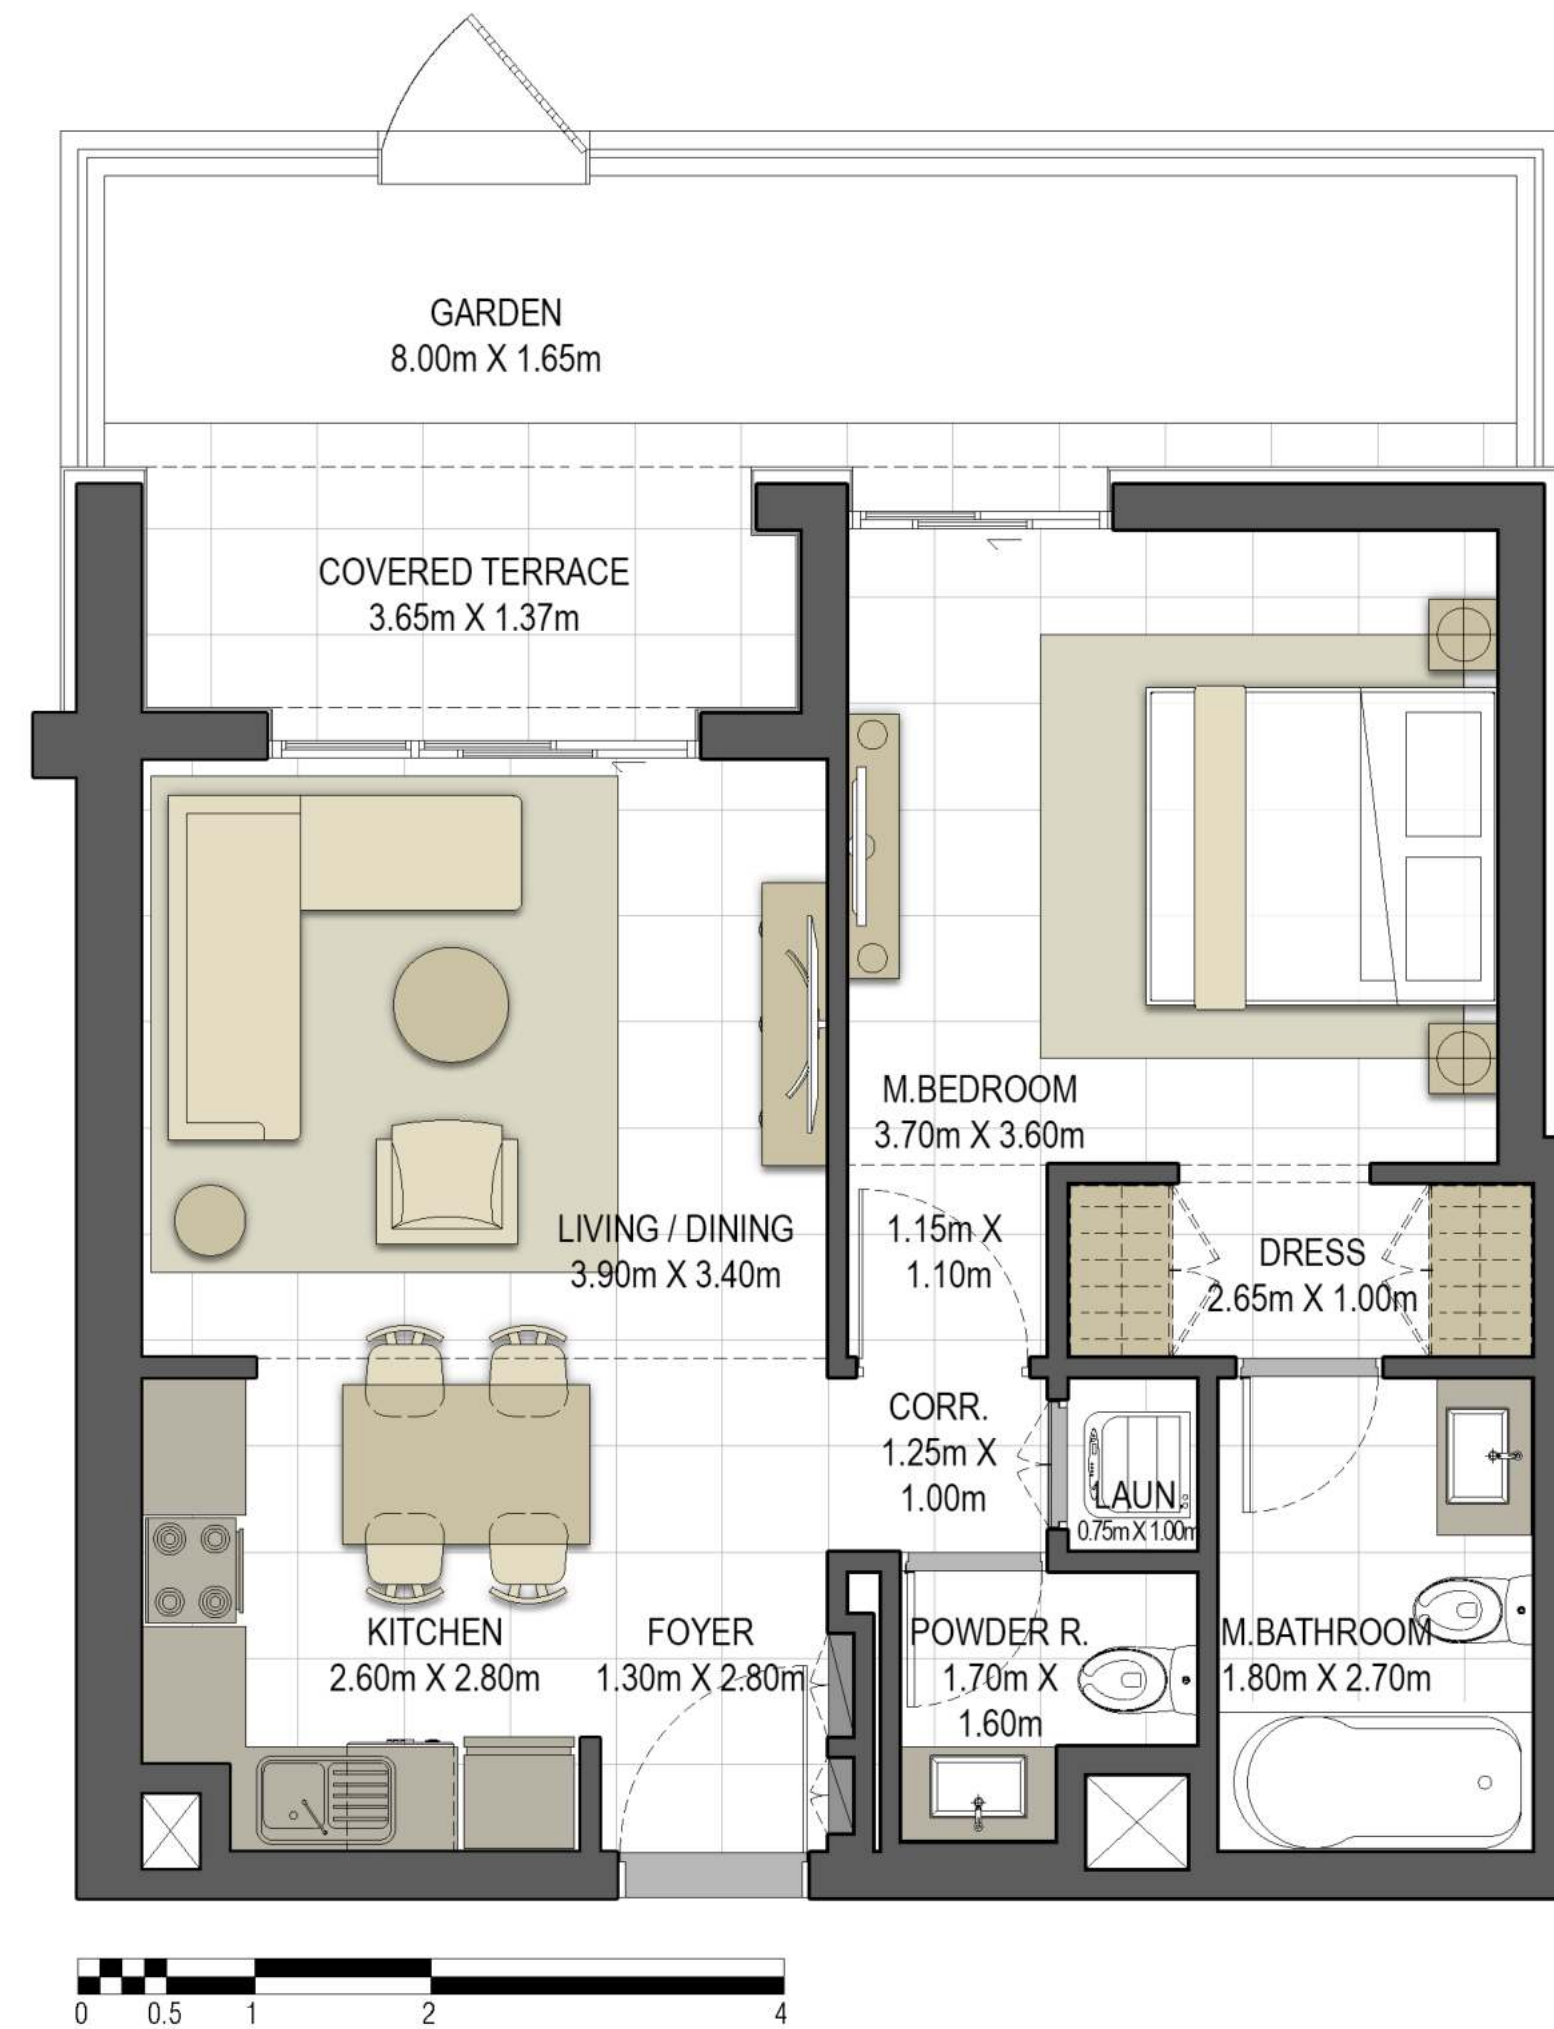 GARDEN
8.00m X 1.65m
COVERED TERRACE
3.65m X 1.37m
M.BEDROOM
3.70m X 3.60m
LIVING / DINING
3.90m X 3.40m
1.15m X
1.10m
DRESS
2.65m X 1.00m
CORR.
1.25m X
1.00m
LAUN.
0.75m X 1.00m
KITCHEN
2.60m X 2.80m
FOYER
1.30m X 2.80m
POWDER R.
1.70m X
1.60m
M.BATHROOM
1.80m X 2.70m
0 0.5 1 2 4